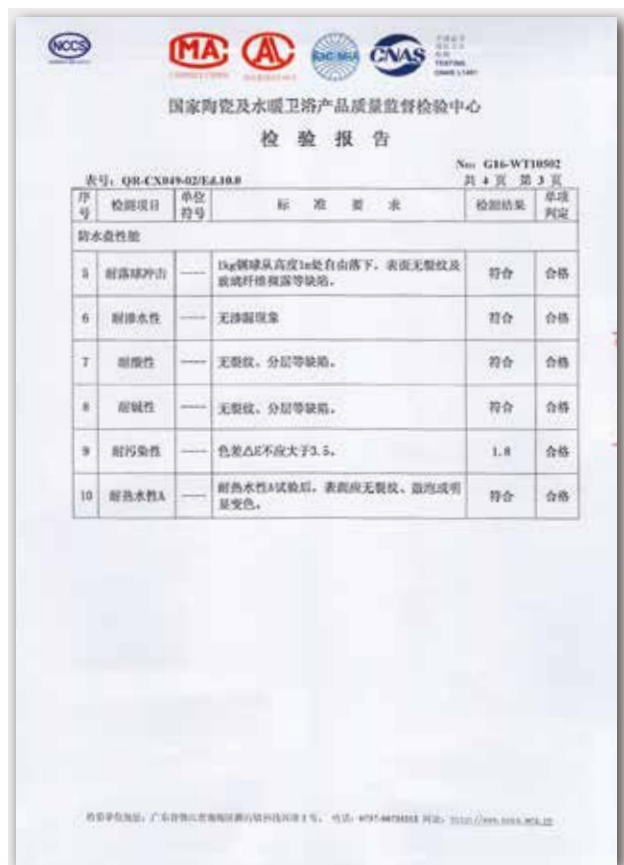 NCCS
MA
AL
CNAS
TESTING
国家陶瓷及水暖卫浴产品质量监督检验中心
检 验 报 告
No: G16-WT10502
表号: QR-CX049-02/Ed.10.0
共 4 页 第 3 页
序号 检测项目 单位符号 标 准 要 求 检测结果 单项判定
防水盘性能
5 耐落球冲击 —— 1kg钢球从高度1m处自由落下,表面无裂纹及
玻璃纤维裸露等缺陷。 符合 合格
6 耐渗水性 —— 无渗漏现象 符合 合格
7 耐酸性 —— 无裂纹、分层等缺陷。 符合 合格
8 耐碱性 —— 无裂纹、分层等缺陷。 符合 合格
9 耐污染性 —— 色差△E不应大于3.5。 1.8 合格
10 耐热水性A —— 耐热水性A试验后,表面应无裂纹、鼓泡或明
显变色。 符合 合格